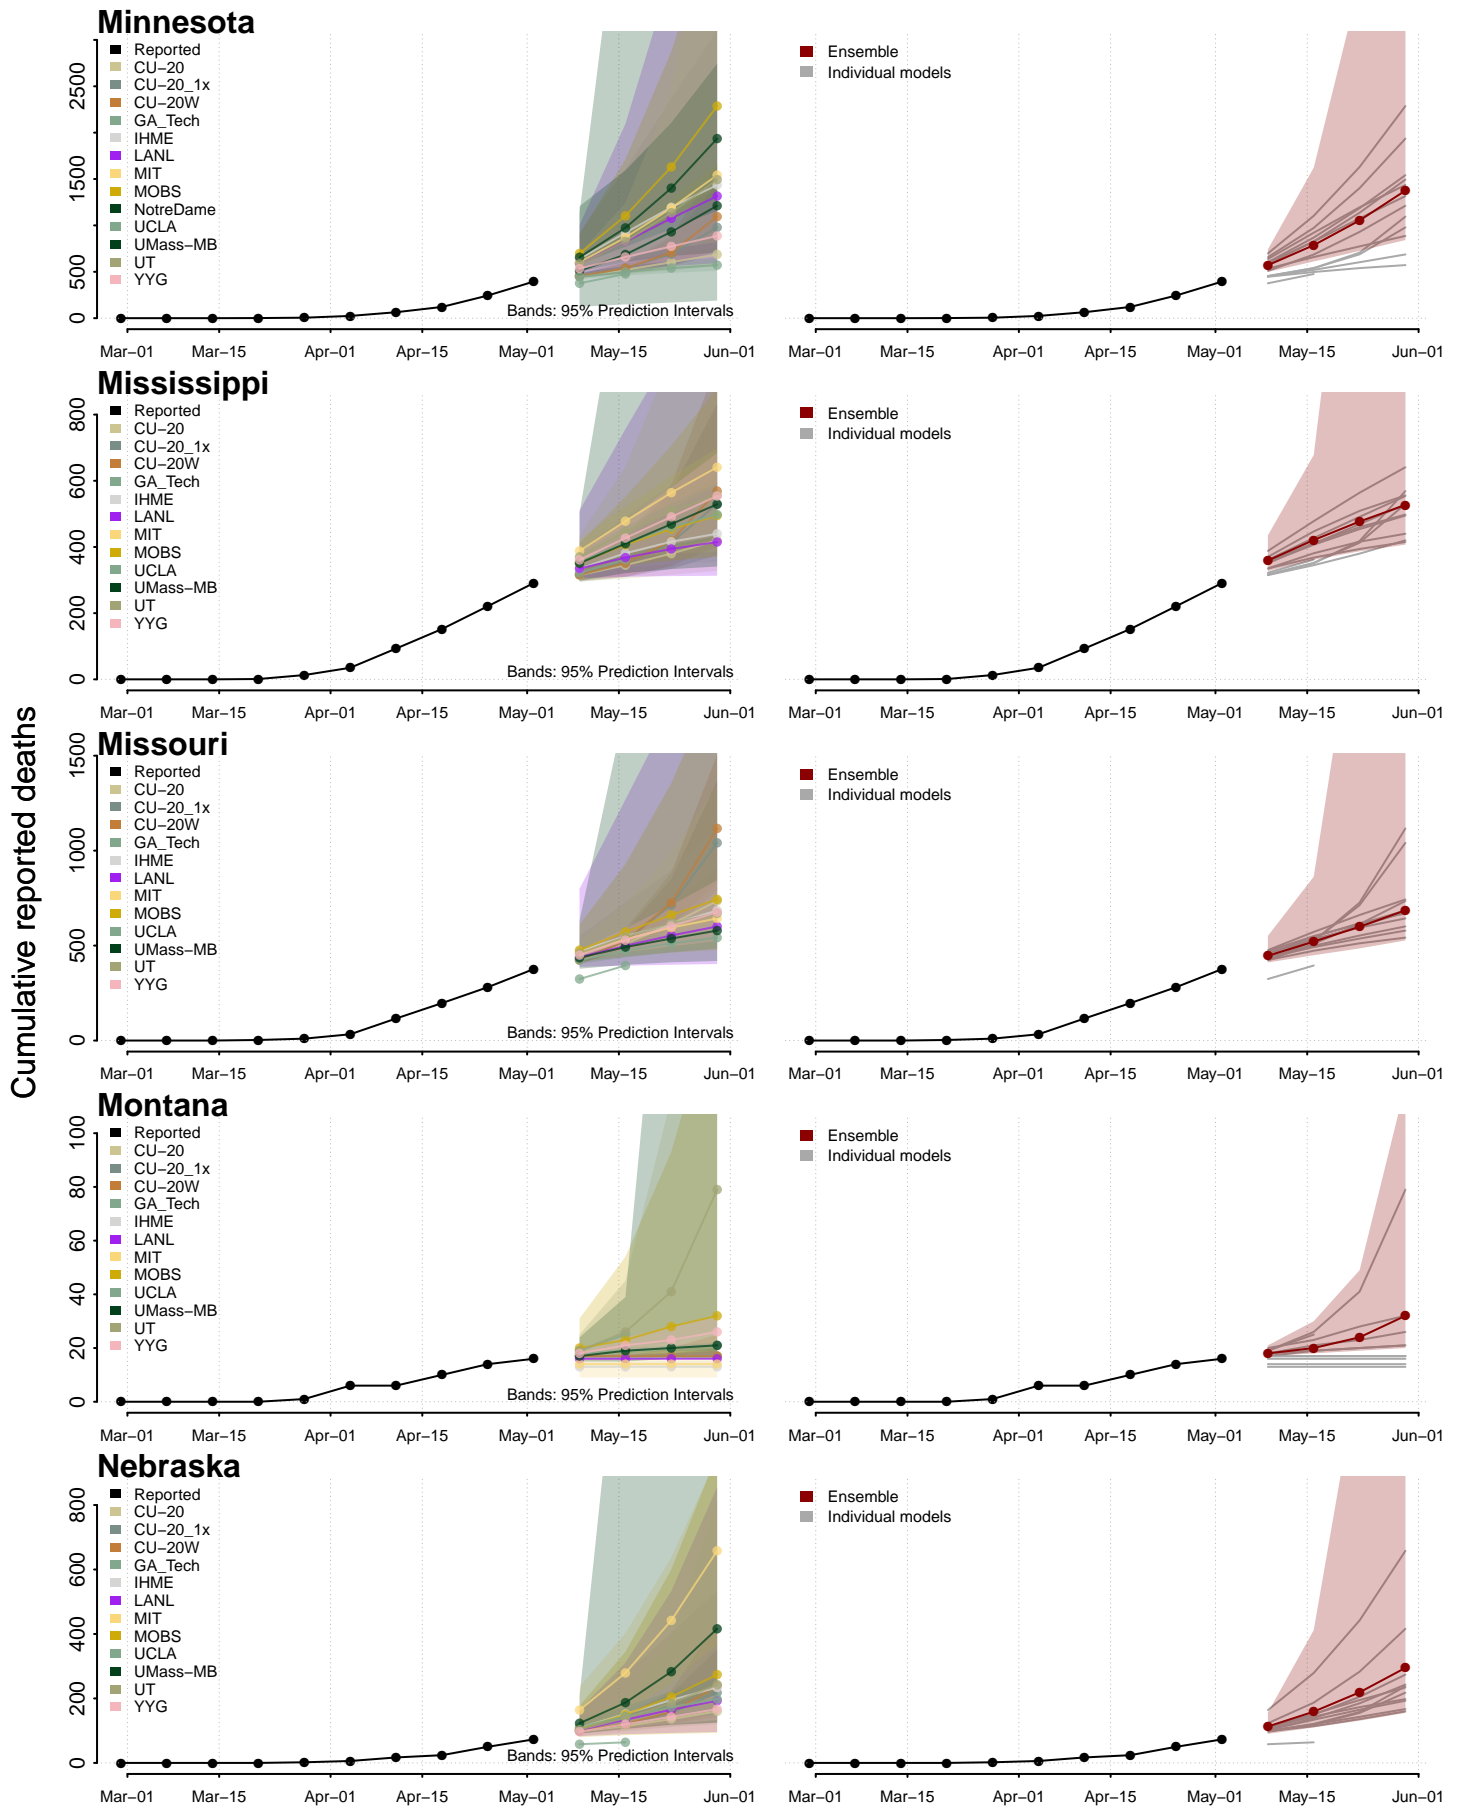 Cumulative reported deaths
Minnesota
Reported
CU−20
CU−20_1x
CU−20W
GA_Tech
IHME
LANL
MIT
MOBS
NotreDame
UCLA
UMass−MB
UT
YYG
2500
1500
500
0
Bands: 95% Prediction Intervals
Mar−01 Mar−15 Apr−01 Apr−15 May−01 May−15 Jun−01
Ensemble
Individual models
Mar−01 Mar−15 Apr−01 Apr−15 May−01 May−15 Jun−01
Mississippi
Reported
CU−20
CU−20_1x
CU−20W
GA_Tech
IHME
LANL
MIT
MOBS
UCLA
UMass−MB
UT
YYG
800
600
400
200
0
Bands: 95% Prediction Intervals
Mar−01 Mar−15 Apr−01 Apr−15 May−01 May−15 Jun−01
Ensemble
Individual models
Mar−01 Mar−15 Apr−01 Apr−15 May−01 May−15 Jun−01
Missouri
Reported
CU−20
CU−20_1x
CU−20W
GA_Tech
IHME
LANL
MIT
MOBS
UCLA
UMass−MB
UT
YYG
1500
1000
500
0
Bands: 95% Prediction Intervals
Mar−01 Mar−15 Apr−01 Apr−15 May−01 May−15 Jun−01
Ensemble
Individual models
Mar−01 Mar−15 Apr−01 Apr−15 May−01 May−15 Jun−01
Montana
Reported
CU−20
CU−20_1x
CU−20W
GA_Tech
IHME
LANL
MIT
MOBS
UCLA
UMass−MB
UT
YYG
100
80
60
40
20
0
Bands: 95% Prediction Intervals
Mar−01 Mar−15 Apr−01 Apr−15 May−01 May−15 Jun−01
Ensemble
Individual models
Mar−01 Mar−15 Apr−01 Apr−15 May−01 May−15 Jun−01
Nebraska
Reported
CU−20
CU−20_1x
CU−20W
GA_Tech
IHME
LANL
MIT
MOBS
UCLA
UMass−MB
UT
YYG
800
600
400
200
0
Bands: 95% Prediction Intervals
Mar−01 Mar−15 Apr−01 Apr−15 May−01 May−15 Jun−01
Ensemble
Individual models
Mar−01 Mar−15 Apr−01 Apr−15 May−01 May−15 Jun−01